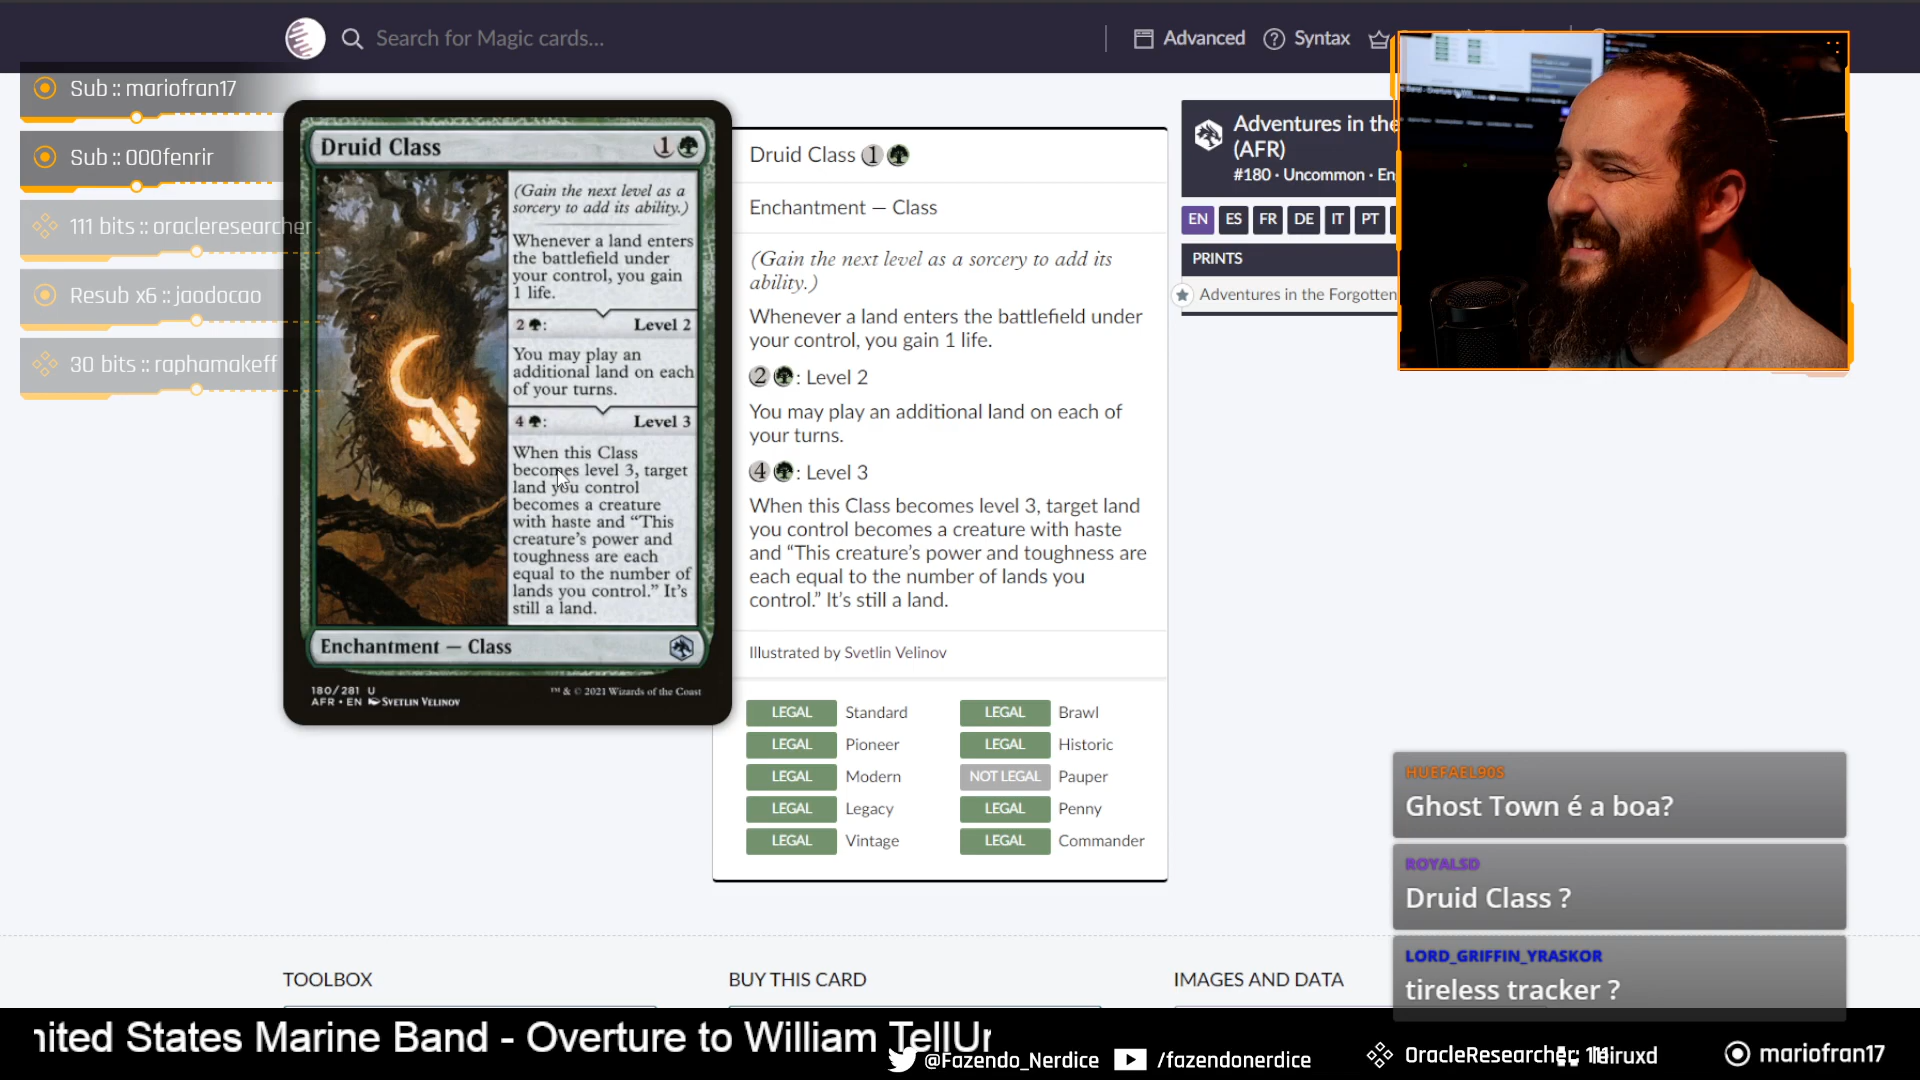 Search for Magic cards...
Advanced
Syntax
Sub :: mariofran17
Sub :: 000fenrir
111 bits :: oracleresearcher
Resub x6 :: jaodocao
30 bits :: raphamakeff
Druid Class 1
(Gain the next level as a
sorcery to add its ability.)
Whenever a land enters
the battlefield under
your control, you gain
1 life.
2 : Level 2
You may play an
additional land on each
of your turns.
4 : Level 3
When this Class
becomes level 3, target
land you control
becomes a creature
with haste and “This
creature’s power and
toughness are each
equal to the number of
lands you control.” It’s
still a land.
Enchantment — Class
180/281 U
AFR • EN SVETLIN VELINOV
™ & © 2021 Wizards of the Coast
Druid Class 1
Enchantment — Class
(Gain the next level as a sorcery to add its
ability.)
Whenever a land enters the battlefield under
your control, you gain 1 life.
2 : Level 2
You may play an additional land on each of
your turns.
4 : Level 3
When this Class becomes level 3, target land
you control becomes a creature with haste
and “This creature’s power and toughness are
each equal to the number of lands you
control.” It’s still a land.
Illustrated by Svetlin Velinov
LEGAL Standard LEGAL Brawl
LEGAL Pioneer LEGAL Historic
LEGAL Modern NOT LEGAL Pauper
LEGAL Legacy LEGAL Penny
LEGAL Vintage LEGAL Commander
Adventures in the
(AFR)
#180 · Uncommon · En
EN ES FR DE IT PT
PRINTS
Adventures in the Forgotten
HUEFAEL90S
Ghost Town é a boa?
ROYALSD
Druid Class ?
LORD_GRIFFIN_YRASKOR
tireless tracker ?
TOOLBOX
BUY THIS CARD
IMAGES AND DATA
nited States Marine Band - Overture to William TellUr
@Fazendo_Nerdice
/fazendonerdice
OracleResearcher:
mariofran17